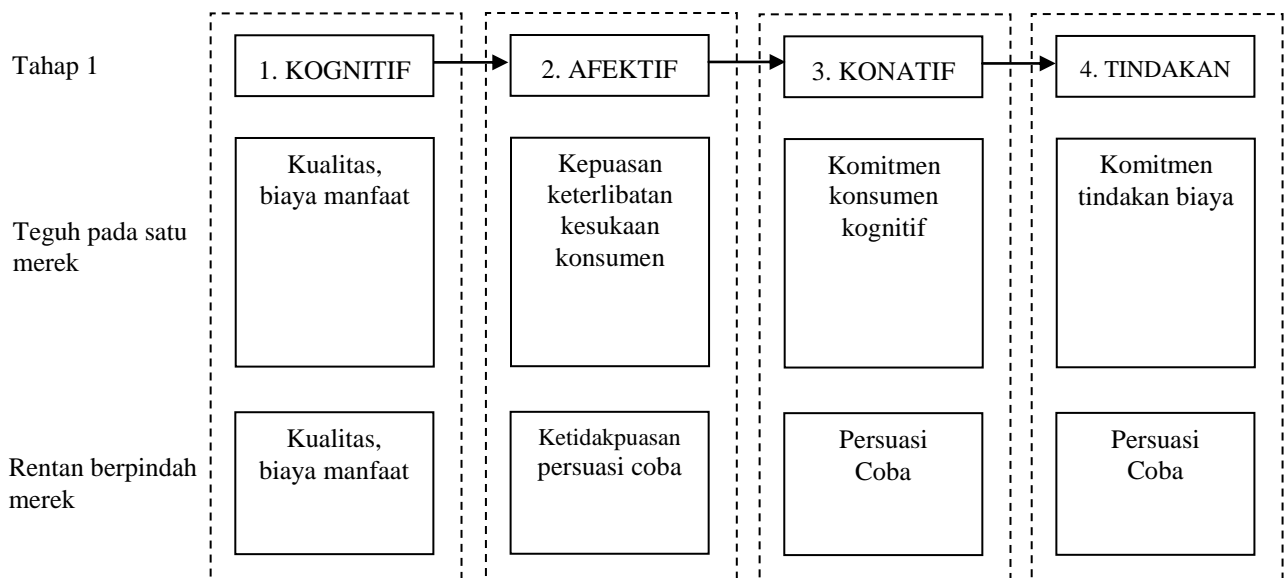 Tahap 1
1. KOGNITIF
2. AFEKTIF
3. KONATIF
4. TINDAKAN
Teguh pada satu
merek
Kualitas,
biaya manfaat
Kepuasan
keterlibatan
kesukaan
konsumen
Komitmen
konsumen
kognitif
Komitmen
tindakan biaya
Rentan berpindah
merek
Kualitas,
biaya manfaat
Ketidakpuasan
persuasi coba
Persuasi
Coba
Persuasi
Coba